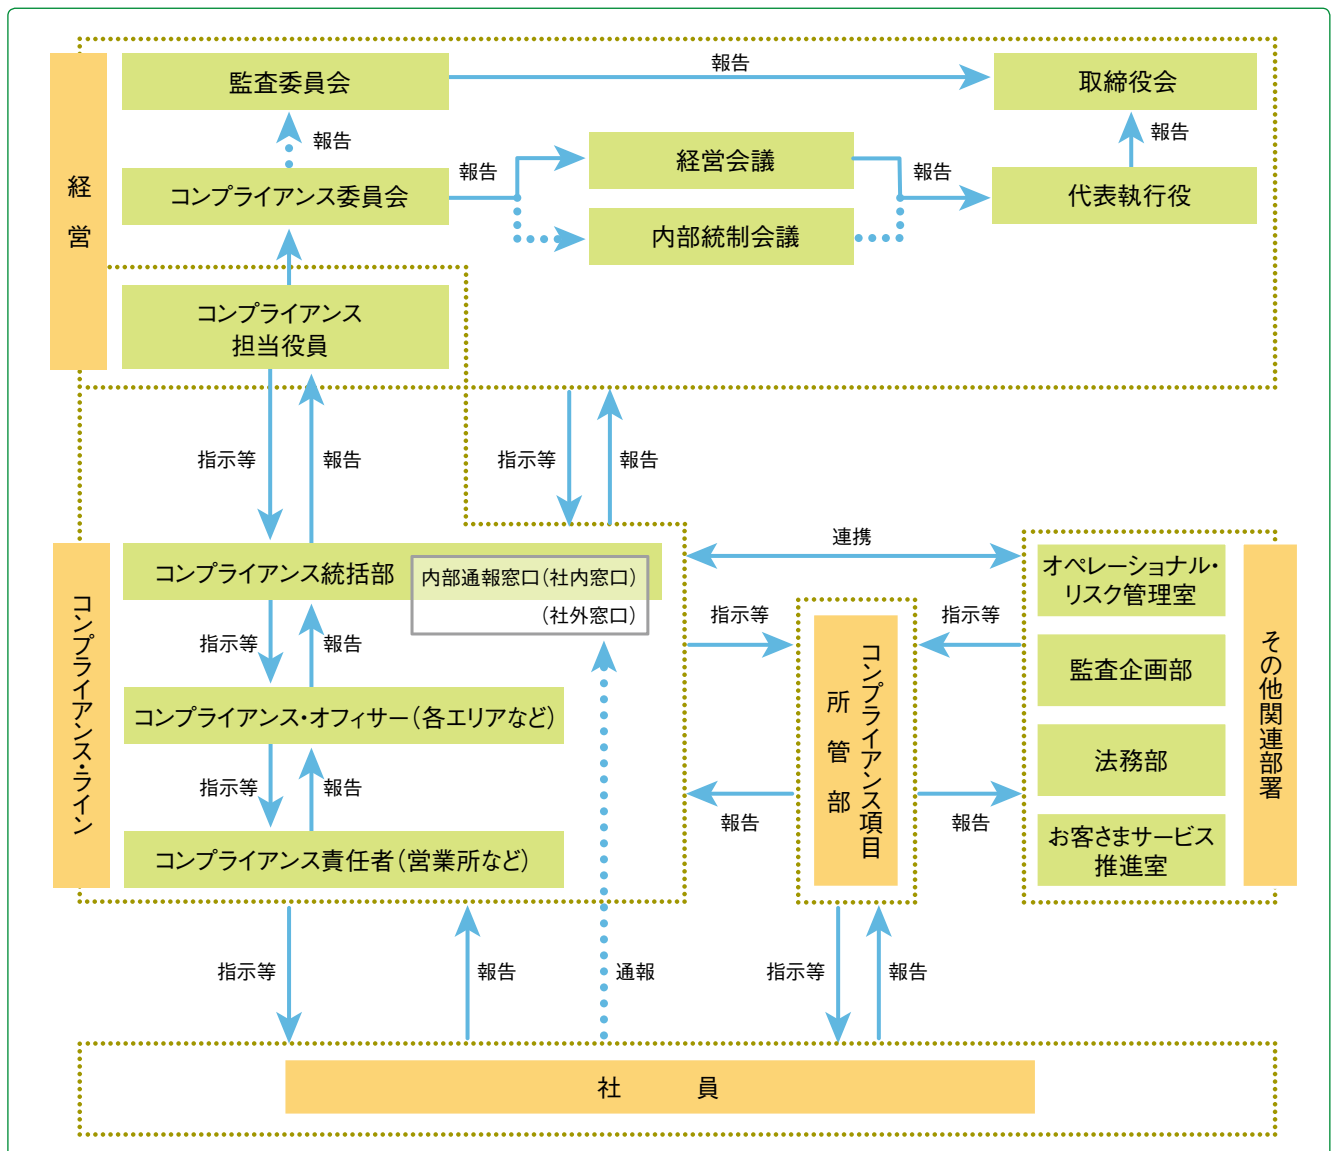 経営
監査委員会
報告
取締役会
報告
経営会議
報告
コンプライアンス委員会
報告
報告
代表執行役
内部統制会議
コンプライアンス
担当役員
指示等
報告
指示等
報告
コンプライアンス・ライン
コンプライアンス統括部
内部通報窓口(社内窓口)
(社外窓口)
連携
オペレーショナル・
リスク管理室
指示等
報告
指示等
指示等
コンプライアンス項目
所管部
監査企画部
その他関連部署
コンプライアンス・オフィサー(各エリアなど)
法務部
指示等
報告
報告
報告
お客さまサービス
推進室
コンプライアンス責任者(営業所など)
指示等
報告
通報
指示等
報告
社員